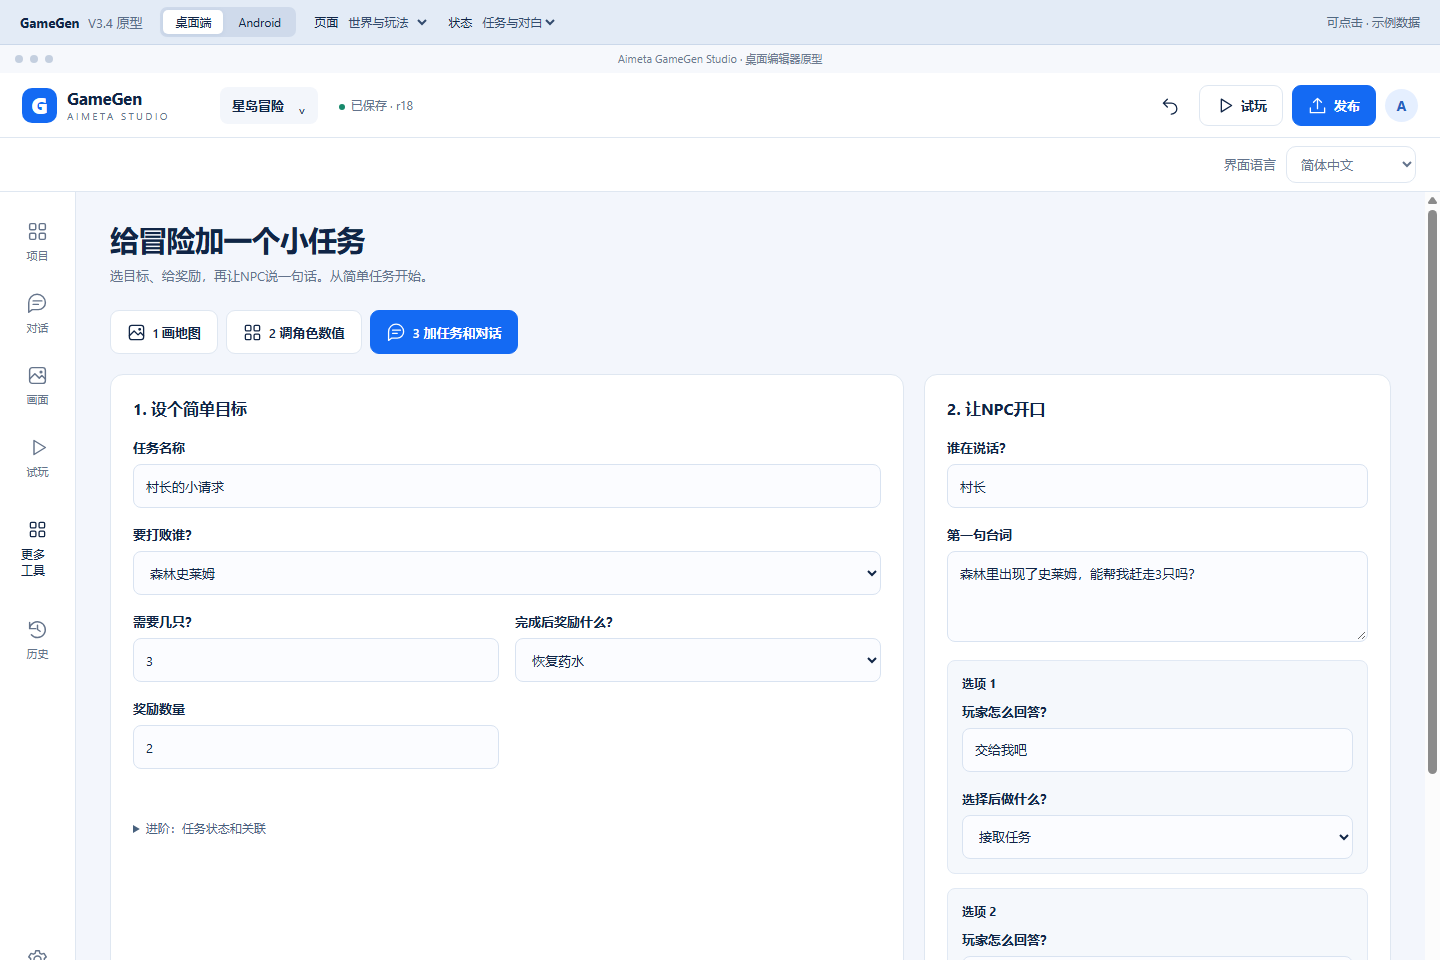 GameGen V3.4 原型 桌面端 Android 页面 世界与玩法 状态 任务与对白 可点击 · 示例数据
Aimeta GameGen Studio · 桌面编辑器原型
G GameGen
AIMETA STUDIO
星岛冒险
已保存 · r18
试玩
发布
A
界面语言 简体中文
项目
对话
画面
试玩
更多
工具
历史
给冒险加一个小任务
选目标、给奖励，再让NPC说一句话。从简单任务开始。
1 画地图
2 调角色数值
3 加任务和对话
1. 设个简单目标
任务名称
村长的小请求
要打败谁？
森林史莱姆
需要几只？
3
完成后奖励什么？
恢复药水
奖励数量
2
进阶：任务状态和关联
2. 让NPC开口
谁在说话？
村长
第一句台词
森林里出现了史莱姆，能帮我赶走3只吗？
选项 1
玩家怎么回答？
交给我吧
选择后做什么？
接取任务
选项 2
玩家怎么回答？